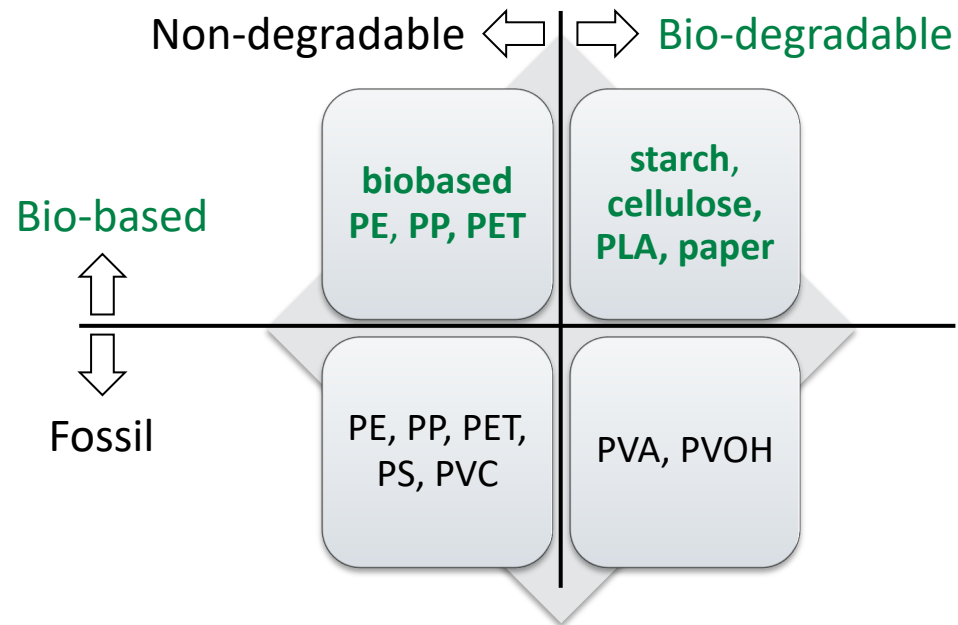 Non-degradable
Bio-degradable
biobased
PE, PP, PET
starch,
cellulose,
PLA, paper
Bio-based
Fossil
PE, PP, PET,
PS, PVC
PVA, PVOH